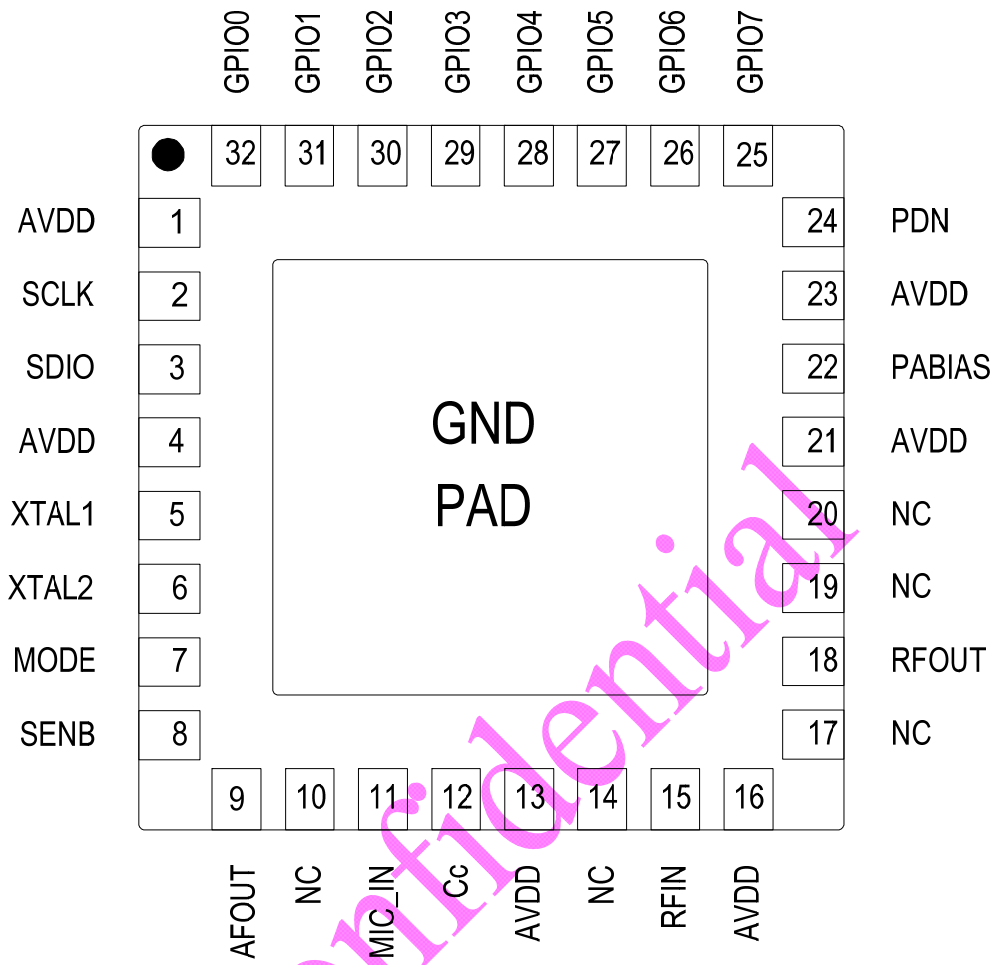 GPIO0 GPIO1 GPIO2 GPIO3 GPIO4 GPIO5 GPIO6 GPIO7
32 31 30 29 28 27 26 25
AVDD 1 24 PDN
SCLK 2 23 AVDD
SDIO 3 22 PABIAS
AVDD 4 21 AVDD
XTAL1 5 20 NC
XTAL2 6 19 NC
MODE 7 18 RFOUT
SENB 8 17 NC
GND
PAD
9 10 11 12 13 14 15 16
AFOUT NC MIC_IN Cc AVDD NC RFIN AVDD
onfidential